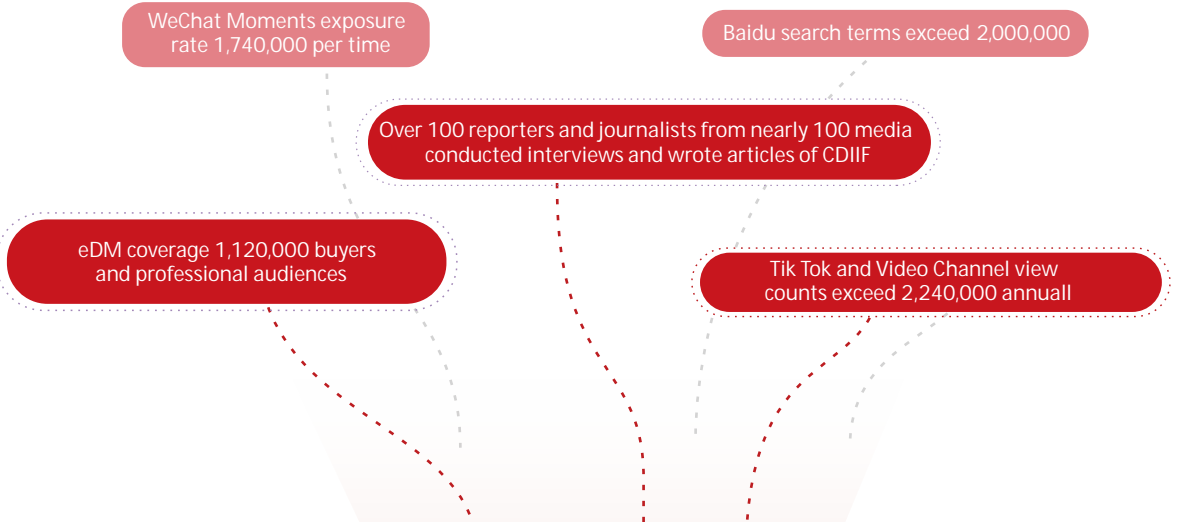 WeChat Moments exposure
rate 1,740,000 per time
Baidu search terms exceed 2,000,000
Over 100 reporters and journalists from nearly 100 media
conducted interviews and wrote articles of CDIIF
eDM coverage 1,120,000 buyers
and professional audiences
Tik Tok and Video Channel view
counts exceed 2,240,000 annuall